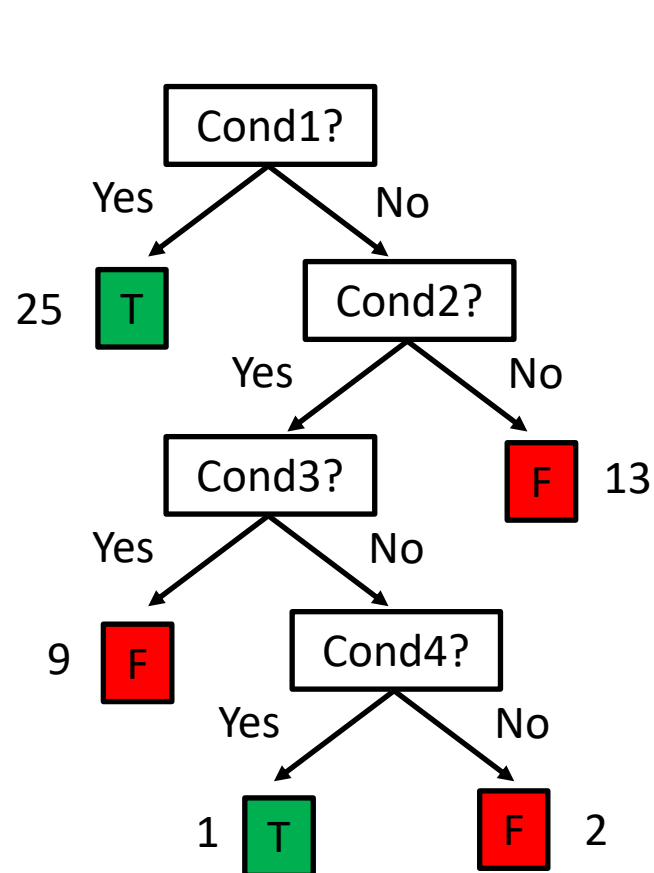 Cond1?
Yes
No
25
T
Cond2?
Yes
No
Cond3?
F
13
Yes
No
9
F
Cond4?
Yes
No
1
T
F
2